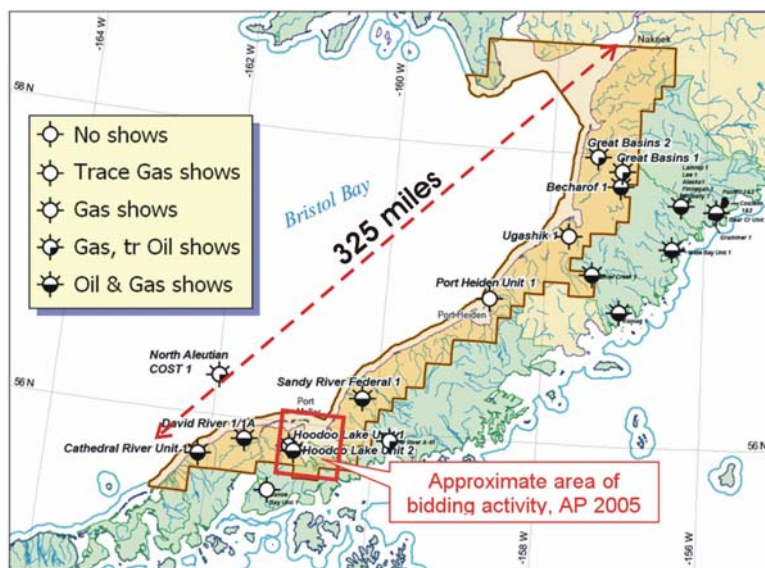 -164 W
-162 W
-160 W
Naknek
58 N
No shows
Trace Gas shows
Gas shows
Gas, tr Oil shows
Oil & Gas shows
Bristol Bay
325 miles
Great Basins 2
Great Basins 1
Becharof 1
Ugashik 1
Port Heiden Unit 1
Port Heiden
North Aleutian
COST 1
56 N
Sandy River Federal 1
Port
David River 1/1A
Hoodoo Lake Unit 1
Hoodoo Lake Unit 2
Cathedral River Unit 1
Approximate area of
bidding activity, AP 2005
56 N
-158 W
-156 W